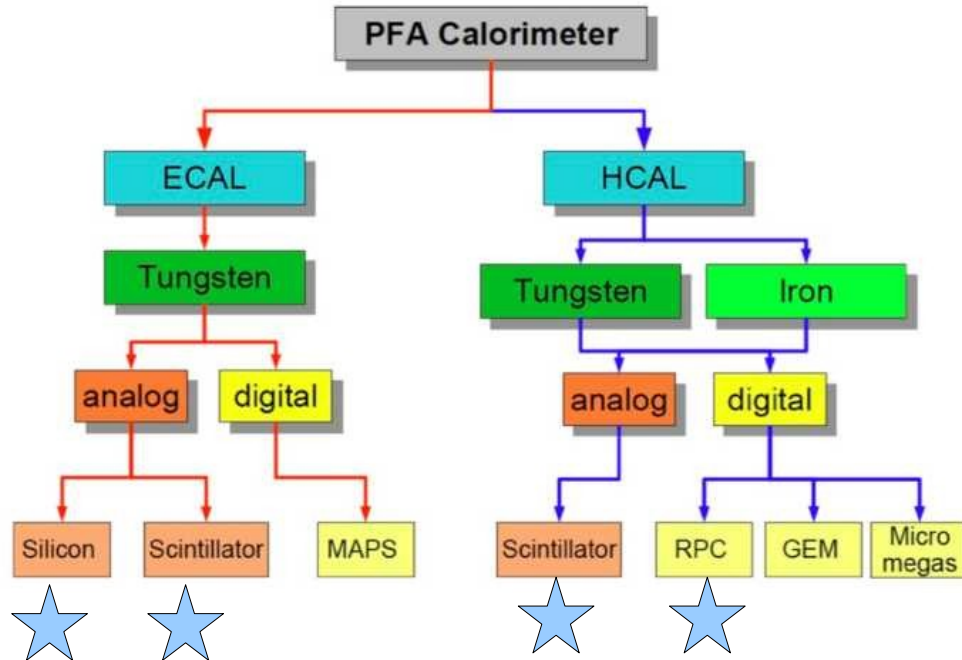 PFA Calorimeter
ECAL
HCAL
Tungsten
Tungsten
Iron
analog
digital
analog
digital
Silicon
Scintillator
MAPS
Scintillator
RPC
GEM
Micro
megas